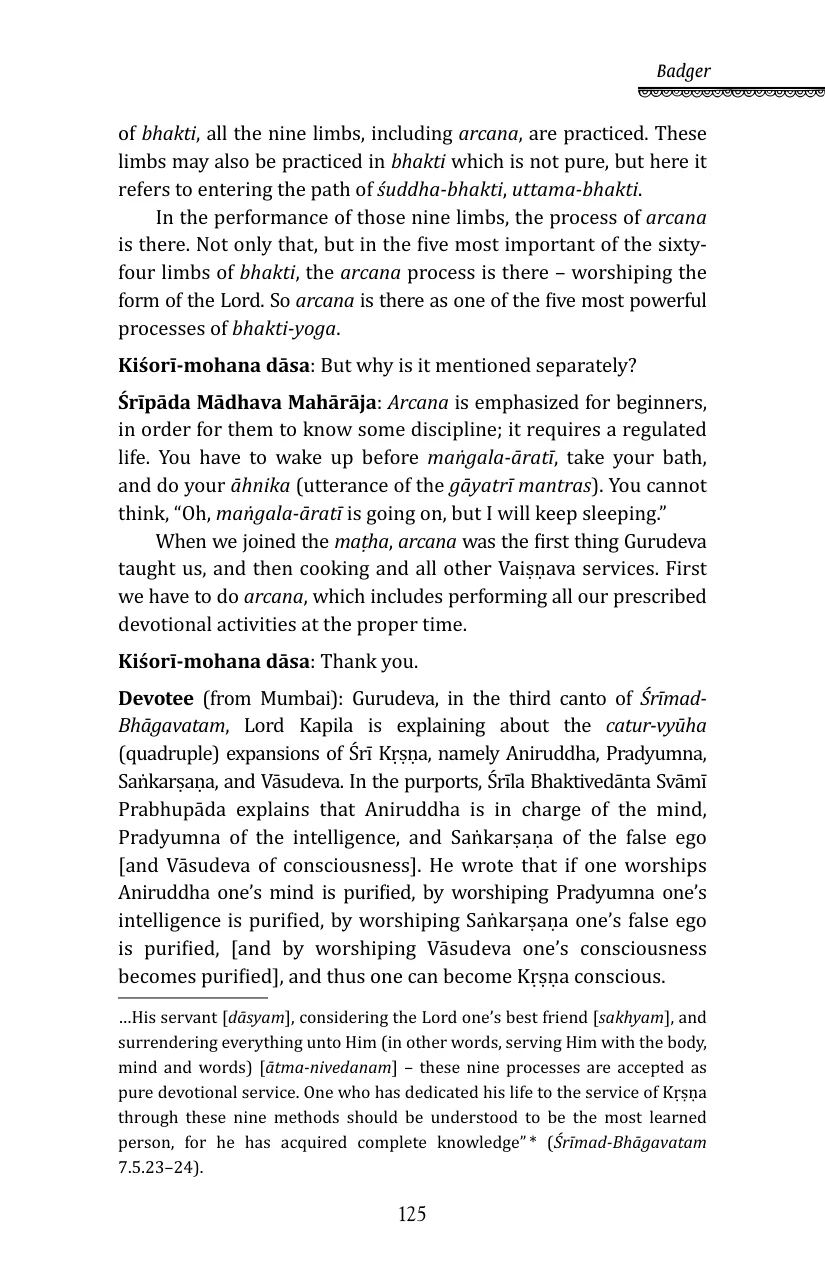 Badger
of bhakti, all the nine limbs, including arcana, are practiced. These
limbs may also be practiced in bhakti which is not pure, but here it
refers to entering the path of śuddha-bhakti, uttama-bhakti.
In the performance of those nine limbs, the process of arcana
is there. Not only that, but in the five most important of the sixty-
four limbs of bhakti, the arcana process is there – worshiping the
form of the Lord. So arcana is there as one of the five most powerful
processes of bhakti-yoga.
Kiśorī-mohana dāsa: But why is it mentioned separately?
Śrīpāda Mādhava Mahārāja: Arcana is emphasized for beginners,
in order for them to know some discipline; it requires a regulated
life. You have to wake up before maṅgala-āratī, take your bath,
and do your āhnika (utterance of the gāyatrī mantras). You cannot
think, “Oh, maṅgala-āratī is going on, but I will keep sleeping.”
When we joined the maṭha, arcana was the first thing Gurudeva
taught us, and then cooking and all other Vaiṣṇava services. First
we have to do arcana, which includes performing all our prescribed
devotional activities at the proper time.
Kiśorī-mohana dāsa: Thank you.
Devotee (from Mumbai): Gurudeva, in the third canto of Śrīmad-
Bhāgavatam, Lord Kapila is explaining about the catur-vyūha
(quadruple) expansions of Śrī Kṛṣṇa, namely Aniruddha, Pradyumna,
Saṅkarṣaṇa, and Vāsudeva. In the purports, Śrīla Bhaktivedānta Svāmī
Prabhupāda explains that Aniruddha is in charge of the mind,
Pradyumna of the intelligence, and Saṅkarṣaṇa of the false ego
[and Vāsudeva of consciousness]. He wrote that if one worships
Aniruddha one’s mind is purified, by worshiping Pradyumna one’s
intelligence is purified, by worshiping Saṅkarṣaṇa one’s false ego
is purified, [and by worshiping Vāsudeva one’s consciousness
becomes purified], and thus one can become Kṛṣṇa conscious.
…His servant [dāsyam], considering the Lord one’s best friend [sakhyam], and
surrendering everything unto Him (in other words, serving Him with the body,
mind and words) [ātma-nivedanam] – these nine processes are accepted as
pure devotional service. One who has dedicated his life to the service of Kṛṣṇa
through these nine methods should be understood to be the most learned
person, for he has acquired complete knowledge” * (Śrīmad-Bhāgavatam
7.5.23–24).
125